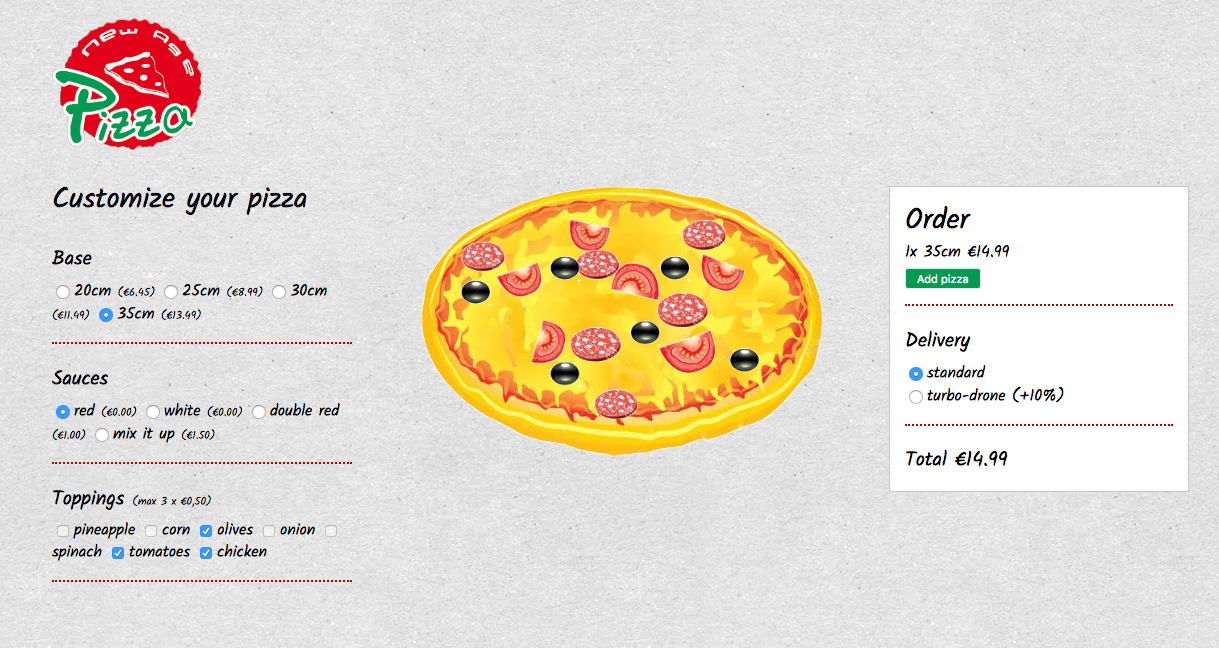 NEW AGE
Pizza
Customize your pizza
Base
20cm (€6.45) 25cm (€8.99) 30cm
(€11.49) 35cm (€13.49)
Sauces
red (€0.00) white (€0.00) double red
(€1.00) mix it up (€1.50)
Toppings (max 3 x €0,50)
pineapple corn olives onion
spinach tomatoes chicken
Order
1x 35cm €14.99
Add pizza
Delivery
standard
turbo-drone (+10%)
Total €14.99